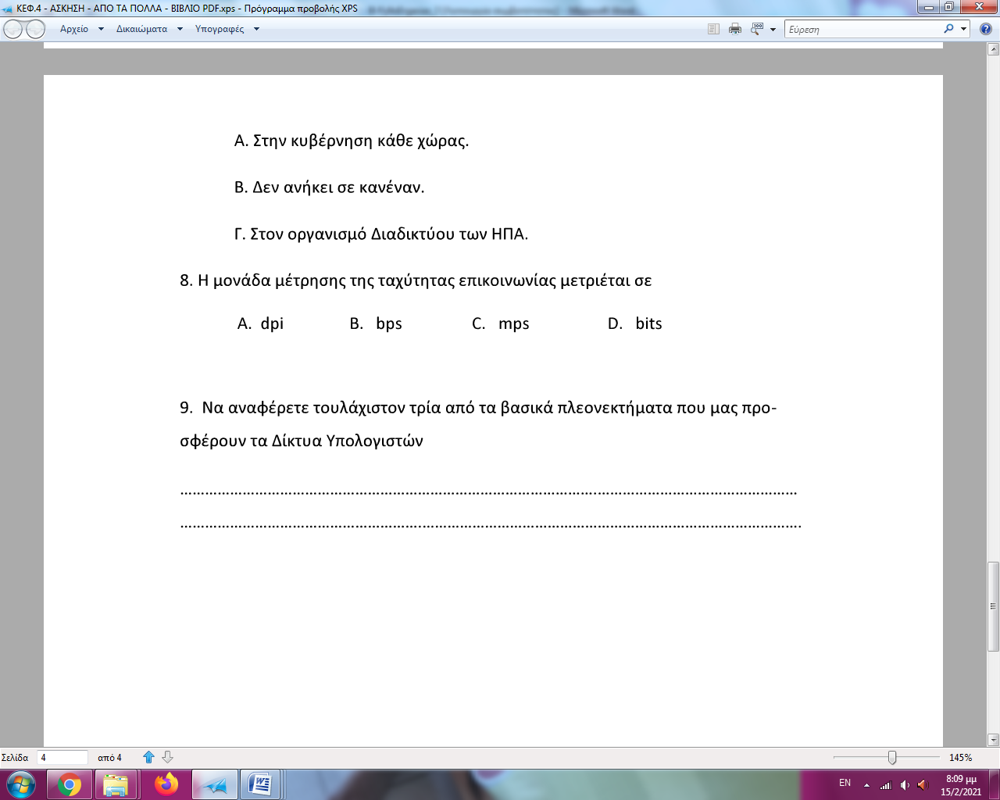 ΚΕΦ.4 - ΑΣΚΗΣΗ - ΑΠΟ ΤΑ ΠΟΛΛΑ - ΒΙΒΛΙΟ PDF.xps - Πρόγραμμα προβολής XPS
Αρχείο Δικαιώματα Υπογραφές Εύρεση
Α. Στην κυβέρνηση κάθε χώρας.
Β. Δεν ανήκει σε κανέναν.
Γ. Στον οργανισμό Διαδικτύου των ΗΠΑ.
8. Η μονάδα μέτρησης της ταχύτητας επικοινωνίας μετριέται σε
A. dpi B. bps C. mps D. bits
9. Να αναφέρετε τουλάχιστον τρία από τα βασικά πλεονεκτήματα που μας προ-
σφέρουν τα Δίκτυα Υπολογιστών
……………………………………………………………………………………….…………………………………………
………………………………………………….……………………………………………………………………………….
Σελίδα 4 από 4 145%
EN 8:09 μμ
15/2/2021